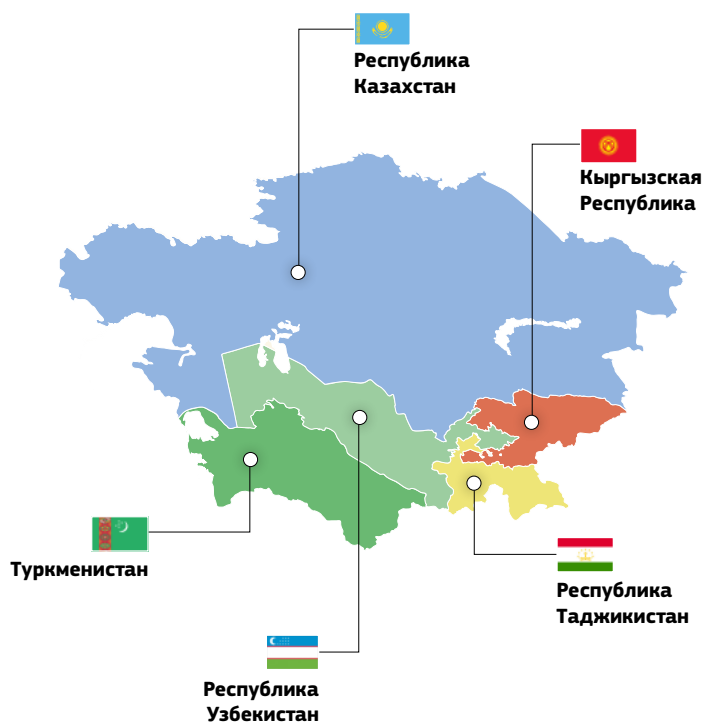 Республика
Казахстан
Кыргызская
Республика
Туркменистан
Республика
Таджикистан
Республика
Узбекистан